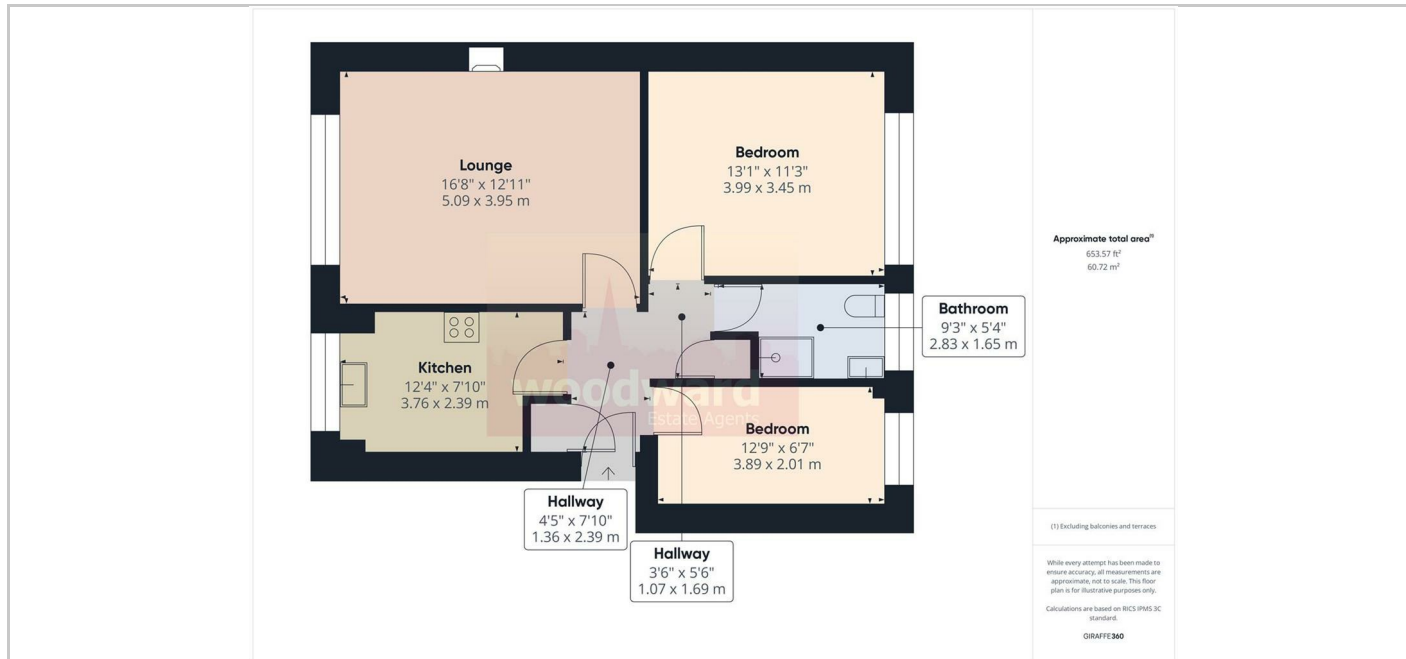 Lounge
16'8" x 12'11"
5.09 x 3.95 m
Bedroom
13'1" x 11'3"
3.99 x 3.45 m
Approximate total area⁽¹⁾
653.57 ft²
60.72 m²
Bathroom
9'3" x 5'4"
2.83 x 1.65 m
Kitchen
12'4" x 7'10"
3.76 x 2.39 m
woodward
Estate Agents
Bedroom
12'9" x 6'7"
3.89 x 2.01 m
Hallway
4'5" x 7'10"
1.36 x 2.39 m
Hallway
3'6" x 5'6"
1.07 x 1.69 m
(1) Excluding balconies and terraces
While every attempt has been made to
ensure accuracy, all measurements are
approximate, not to scale. This floor
plan is for illustrative purposes only.
Calculations are based on RICS IPMS 3C
standard.
GIRAFFE360